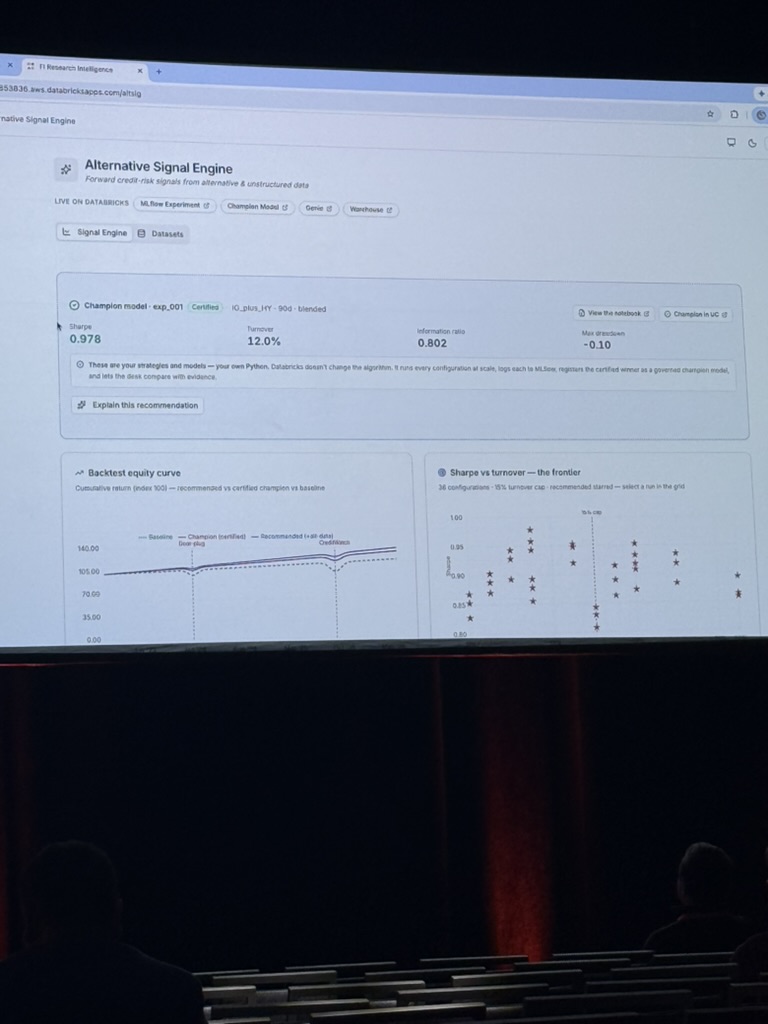 FI Research Intelligence
853836.aws.databricksapps.com/altsig
native Signal Engine
Alternative Signal Engine
Forward credit-risk signals from alternative & unstructured data
LIVE ON DATABRICKS MLflow Experiment Champion Model Genie Warehouse
Signal Engine Datasets
Champion model · exp_001 Certified IG_plus_HY · 90d · blended
View the notebook Champion in UC
Sharpe Turnover Information ratio Max drawdown
0.978 12.0% 0.802 -0.10
These are your strategies and models — your own Python. Databricks doesn't change the algorithm. It runs every configuration at scale, logs each to MLflow, registers the certified winner as a governed champion model,
and lets the desk compare with evidence.
Explain this recommendation
Backtest equity curve
Cumulative return (index 100) — recommended vs certified champion vs baseline
Baseline Champion (certified) Recommended (+alt-data)
140.00
105.00
70.00
35.00
0.00
Sharpe vs turnover — the frontier
36 configurations · 15% turnover cap · recommended starred — select a run in the grid
15% cap
1.00
0.95
0.90
0.85
0.80
Sharpe